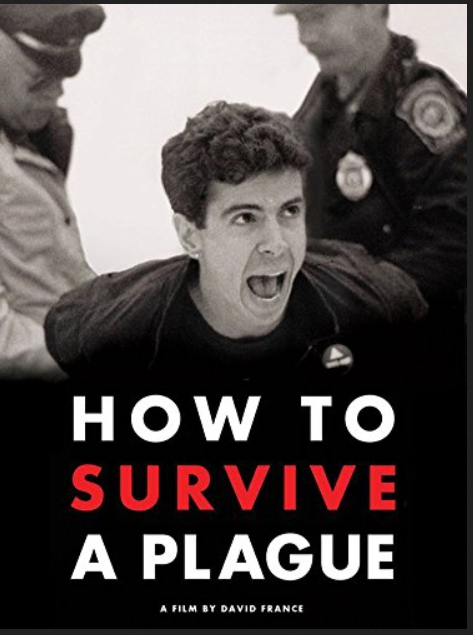 HOW TO
SURVIVE
A PLAGUE
A FILM BY DAVID FRANCE